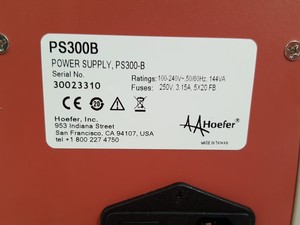 PS300B
POWER SUPPLY, PS300-B
Serial No.
30023310
Ratings: 100-240V~,50/60Hz, 144VA
Fuses: 250V, 3.15A, 5X20 FB
Hoefer, Inc.
953 Indiana Street
San Francisco, CA 94107, USA
tel +1 800 227 4750
Hoefer
MADE IN TAIWAN